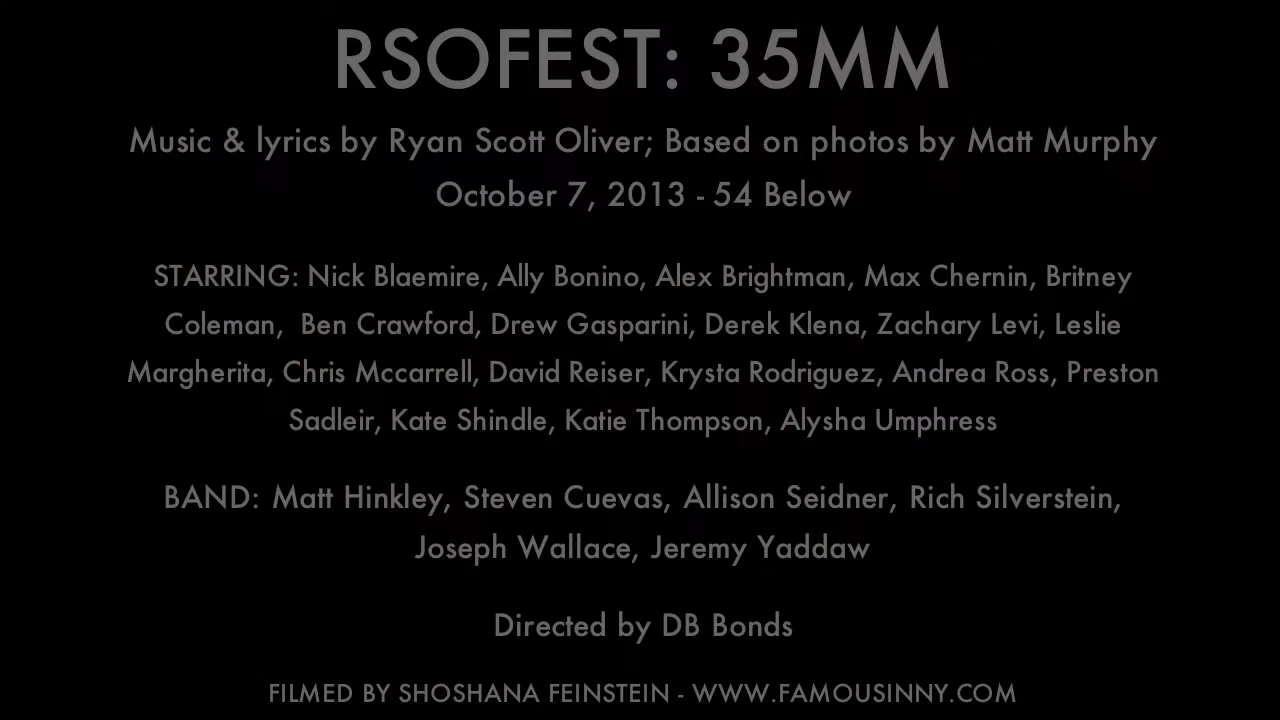 RSOFEST: 35MM
Music & lyrics by Ryan Scott Oliver; Based on photos by Matt Murphy
October 7, 2013 - 54 Below
STARRING: Nick Blaemire, Ally Bonino, Alex Brightman, Max Chernin, Britney
Coleman, Ben Crawford, Drew Gasparini, Derek Klena, Zachary Levi, Leslie
Margherita, Chris Mccarrell, David Reiser, Krysta Rodriguez, Andrea Ross, Preston
Sadleir, Kate Shindle, Katie Thompson, Alysha Umphress
BAND: Matt Hinkley, Steven Cuevas, Allison Seidner, Rich Silverstein,
Joseph Wallace, Jeremy Yaddaw
Directed by DB Bonds
FILMED BY SHOSHANA FEINSTEIN - WWW.FAMOUSINNY.COM